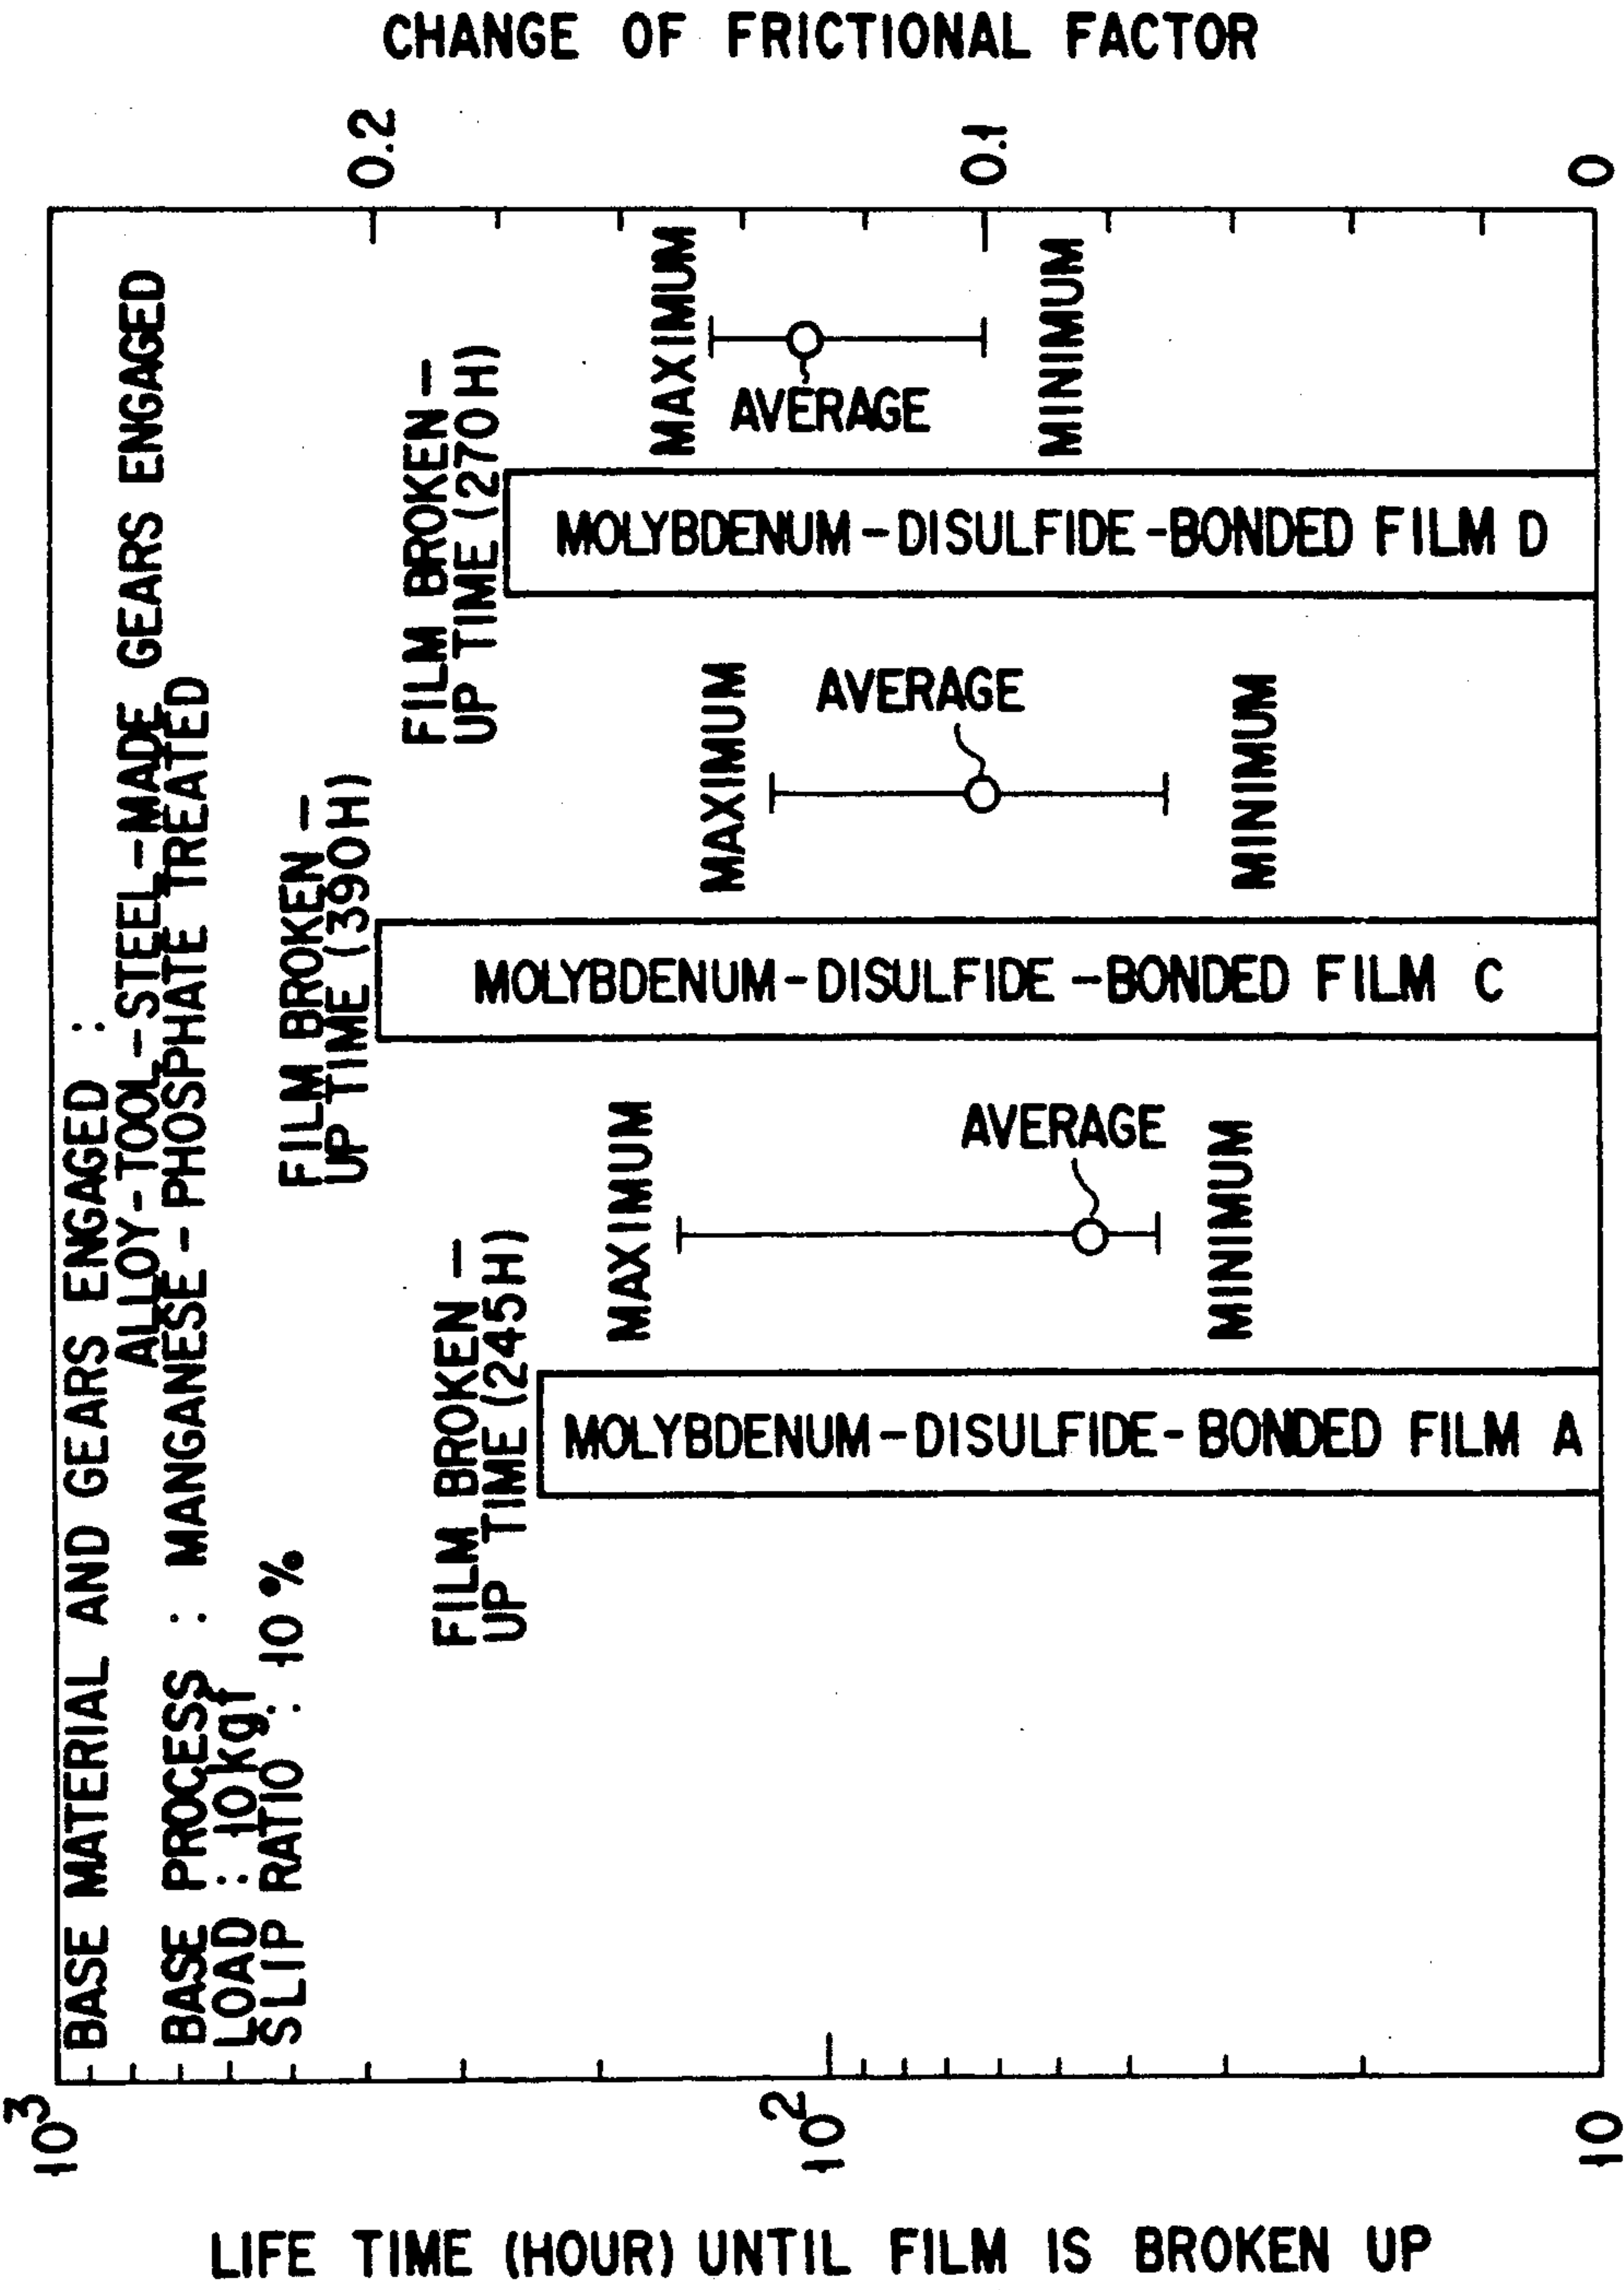 BASE MATERIAL AND GEARS ENGAGED :
ALLOY-TOOL-STEEL-MADE GEARS ENGAGED
BASE PROCESS : MANGANESE-PHOSPHATE TREATED
LOAD : 10kgf
SLIP RATIO : 10%
LIFE TIME (HOUR) UNTIL FILM IS BROKEN UP
10³
10²
10
FILM BROKEN-
UP TIME (245H)
MOLYBDENUM-DISULFIDE-BONDED FILM A
MAXIMUM
AVERAGE
MINIMUM
FILM BROKEN-
UP TIME (390H)
MOLYBDENUM-DISULFIDE-BONDED FILM C
MAXIMUM
AVERAGE
MINIMUM
FILM BROKEN-
UP TIME (270H)
MOLYBDENUM-DISULFIDE-BONDED FILM D
MAXIMUM
AVERAGE
MINIMUM
0.2
0.1
0
CHANGE OF FRICTIONAL FACTOR